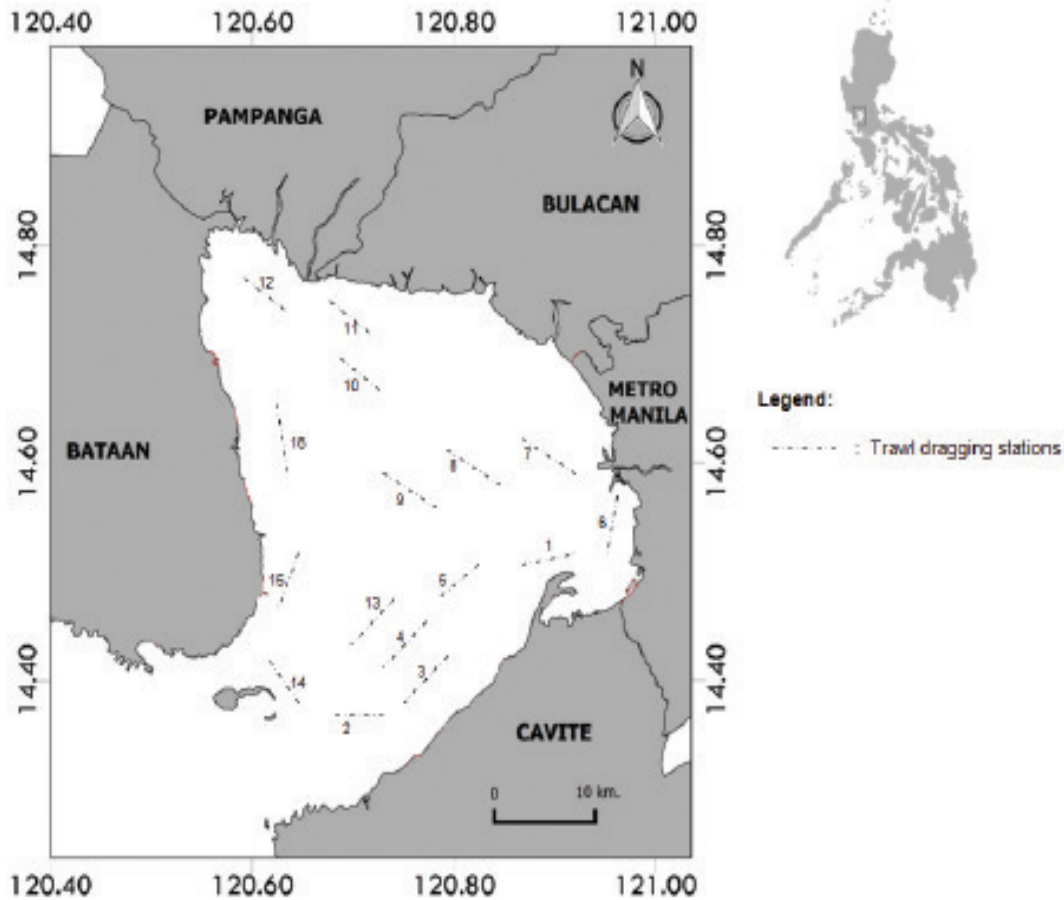 120.40 120.60 120.80 121.00
N
PAMPANGA
BULACAN
14.80
14.80
12
11
10
METRO
MANILA
Legend:
: Trawl dragging stations
BATAAN
16
14.60
14.60
8
7
9
6
1
15
5
13
4
3
14.40
14.40
14
2
CAVITE
0 10 km.
120.40 120.60 120.80 121.00